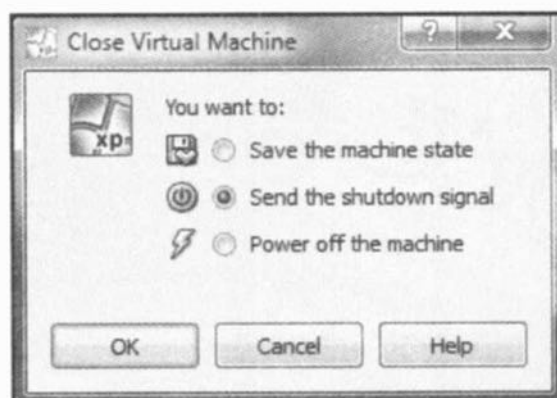 Close Virtual Machine
?
X
xp
You want to:
Save the machine state
Send the shutdown signal
Power off the machine
OK
Cancel
Help